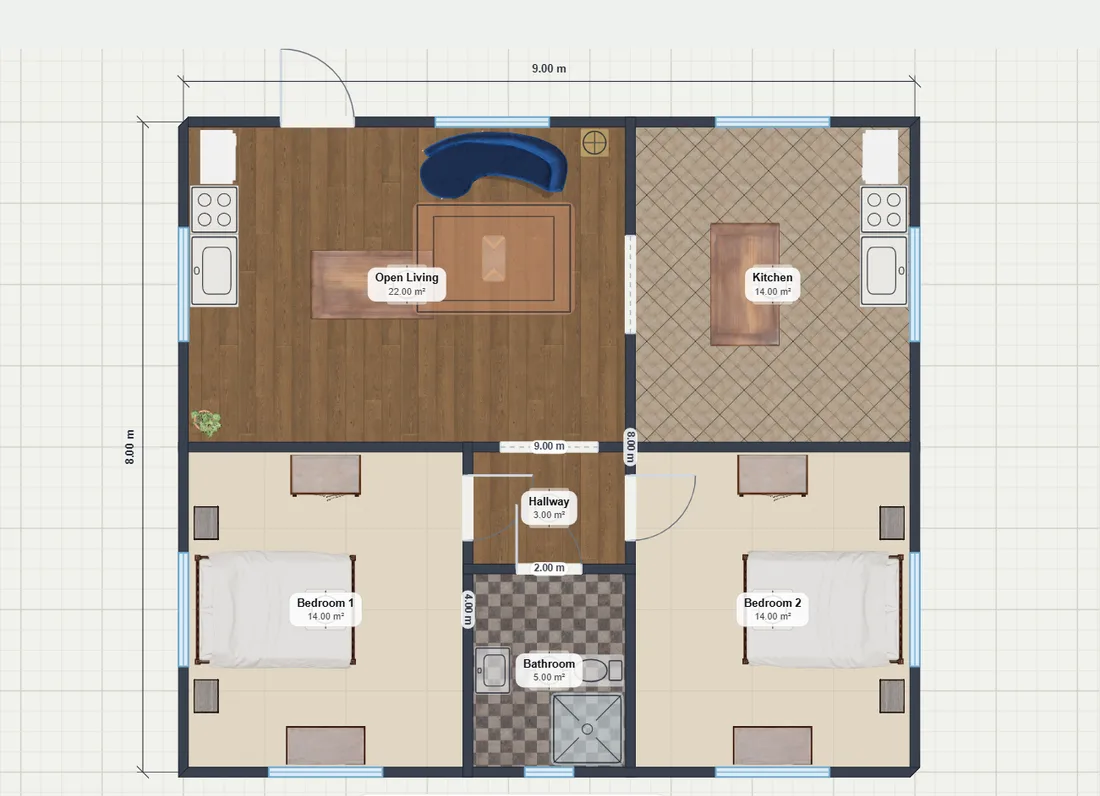 9.00 m
Open Living
22.00 m²
Kitchen
14.00 m²
8.00 m
9.00 m
8.00 m
Hallway
3.00 m²
2.00 m
4.00 m
Bedroom 1
14.00 m²
Bedroom 2
14.00 m²
Bathroom
5.00 m²